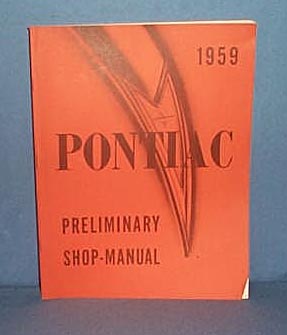 1959
PONTIAC
PRELIMINARY
SHOP-MANUAL